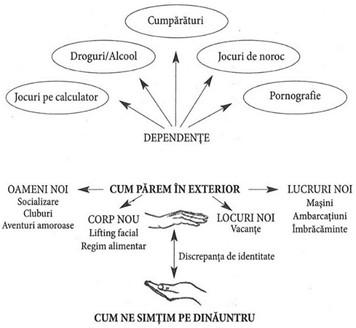 Cumpărături
Droguri/Alcool
Jocuri de noroc
Jocuri pe calculator
Pornografie
DEPENDENȚE
OAMENI NOI
Socializare
Cluburi
Aventuri amoroase
CUM PĂREM ÎN EXTERIOR
LUCRURI NOI
Mașini
Ambarcațiuni
Îmbrăcăminte
CORP NOU
Lifting facial
Regim alimentar
LOCURI NOI
Vacanțe
Discrepanța de identitate
CUM NE SIMȚIM PE DINĂUNTRU